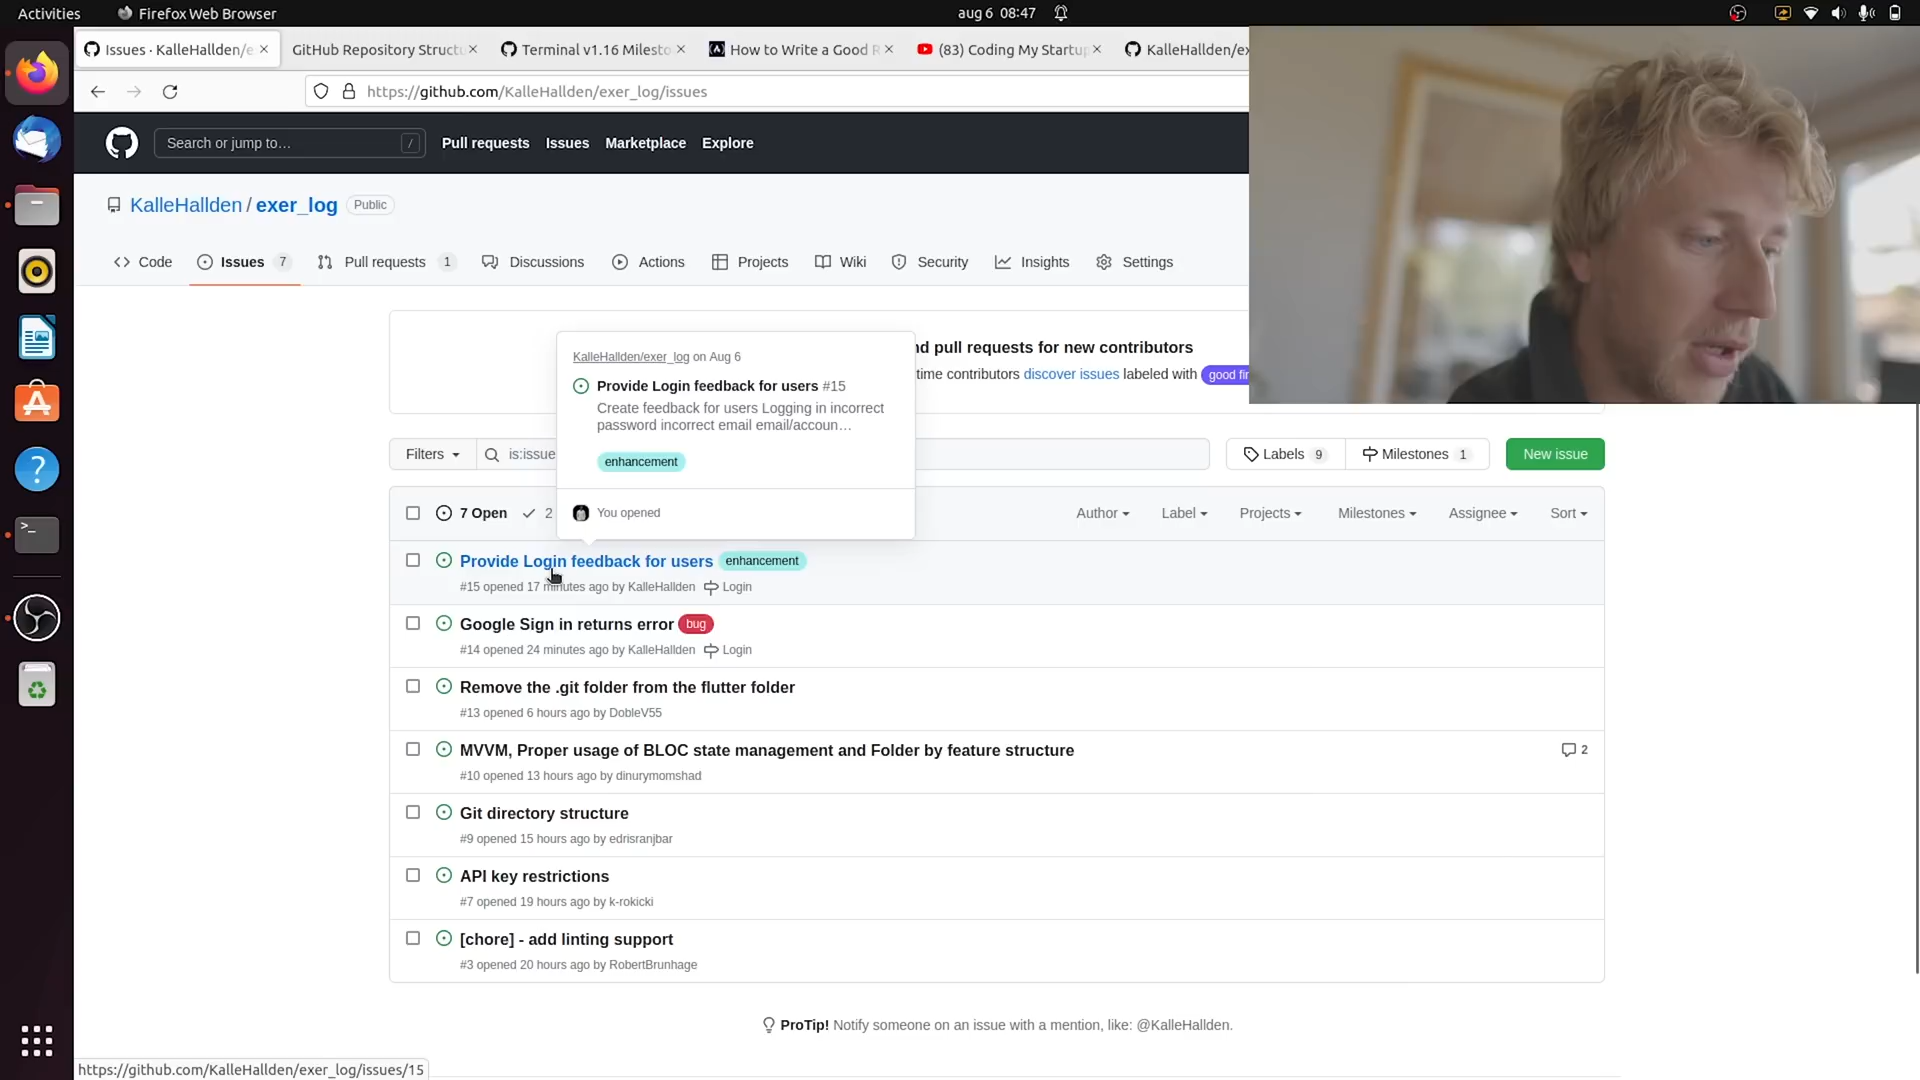 Activities
Firefox Web Browser
aug 6 08:47
Issues · KalleHallden/e
GitHub Repository Structu
Terminal v1.16 Milesto
How to Write a Good R
(83) Coding My Startup
KalleHallden/ex
https://github.com/KalleHallden/exer_log/issues
Search or jump to…
/
Pull requests
Issues
Marketplace
Explore
KalleHallden / exer_log
Public
Code
Issues 7
Pull requests 1
Discussions
Actions
Projects
Wiki
Security
Insights
Settings
nd pull requests for new contributors
time contributors discover issues labeled with good fir
KalleHallden/exer_log on Aug 6
Provide Login feedback for users #15
Create feedback for users Logging in incorrect
password incorrect email email/accoun…
enhancement
You opened
Filters
is:issue
Labels 9
Milestones 1
New issue
7 Open
2
Author
Label
Projects
Milestones
Assignee
Sort
Provide Login feedback for users enhancement
#15 opened 17 minutes ago by KalleHallden Login
Google Sign in returns error bug
#14 opened 24 minutes ago by KalleHallden Login
Remove the .git folder from the flutter folder
#13 opened 6 hours ago by DobleV55
MVVM, Proper usage of BLOC state management and Folder by feature structure
2
#10 opened 13 hours ago by dinurymomshad
Git directory structure
#9 opened 15 hours ago by edrisranjbar
API key restrictions
#7 opened 19 hours ago by k-rokicki
[chore] - add linting support
#3 opened 20 hours ago by RobertBrunhage
ProTip! Notify someone on an issue with a mention, like: @KalleHallden.
https://github.com/KalleHallden/exer_log/issues/15